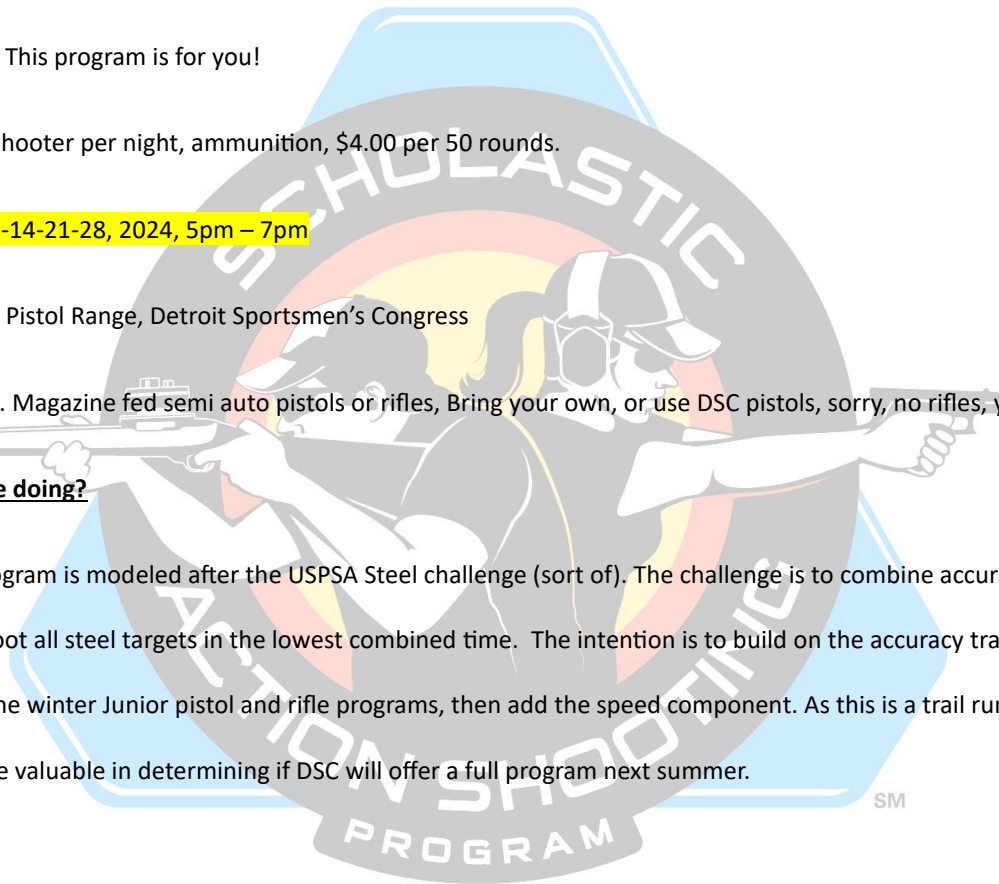 This program is for you!
hooter per night, ammunition, $4.00 per 50 rounds.
-14-21-28, 2024, 5pm – 7pm
Pistol Range, Detroit Sportsmen’s Congress
. Magazine fed semi auto pistols or rifles, Bring your own, or use DSC pistols, sorry, no rifles, y
e doing?
ogram is modeled after the USPSA Steel challenge (sort of). The challenge is to combine accura
oot all steel targets in the lowest combined time.  The intention is to build on the accuracy tra
he winter Junior pistol and rifle programs, then add the speed component. As this is a trail run
e valuable in determining if DSC will offer a full program next summer.
SCHOLASTIC
ACTION SHOOTING
PROGRAM
SM